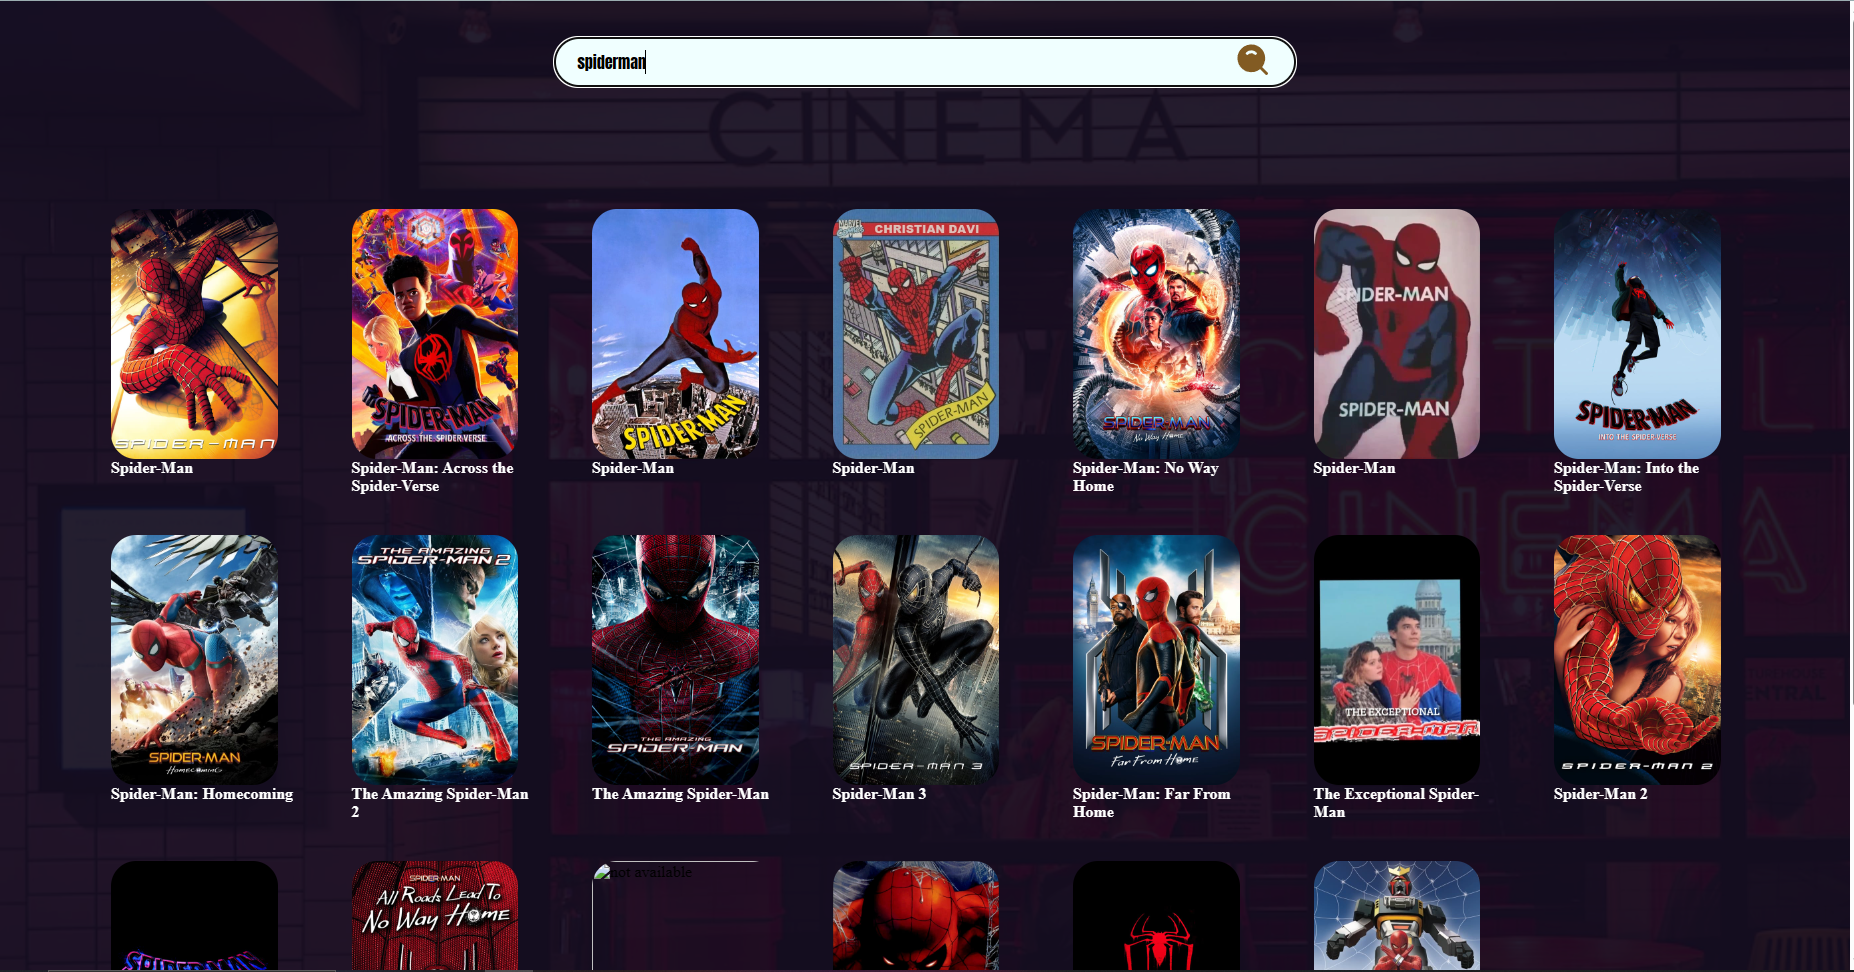 spiderman
CINEMA
SPIDER-MAN
SPIDER-MAN
ACROSS THE SPIDER-VERSE
SPIDER-MAN
MARVEL
CHRISTIAN DAVI
SPIDER-MAN
SPIDER-MAN
No Way Home
SPIDER-MAN
SPIDER-MAN
SPIDER-MAN
INTO THE SPIDER-VERSE
Spider-Man
Spider-Man: Across the
Spider-Verse
Spider-Man
Spider-Man
Spider-Man: No Way
Home
Spider-Man
Spider-Man: Into the
Spider-Verse
CINEMA
SPIDER-MAN
HOMECOMING
THE AMAZING
SPIDER-MAN 2
THE AMAZING
SPIDER-MAN
SPIDER-MAN 3
SPIDER-MAN
Far From Home
THE EXCEPTIONAL
SPIDER-MAN
SPIDER-MAN 2
Spider-Man: Homecoming
The Amazing Spider-Man
2
The Amazing Spider-Man
Spider-Man 3
Spider-Man: Far From
Home
The Exceptional Spider-
Man
Spider-Man 2
SPIDER-MAN
SPIDER-MAN
All Roads Lead To
No Way Home
not available